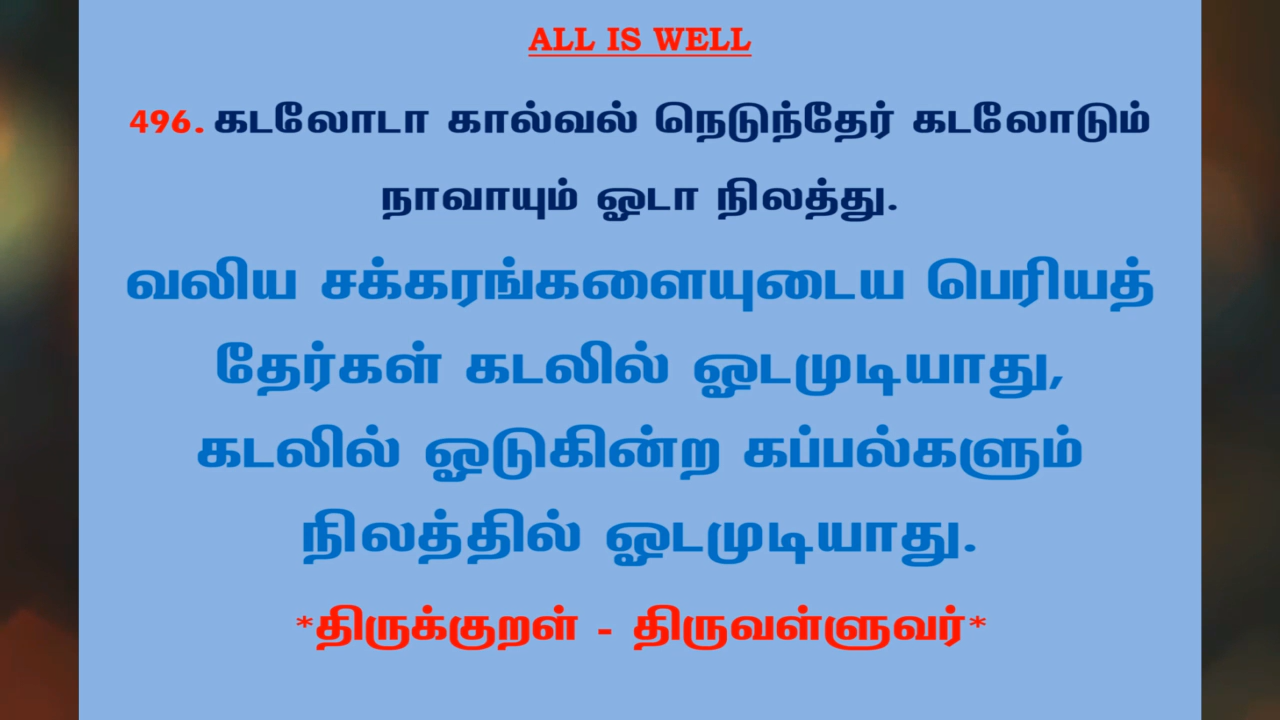 ALL IS WELL
496. கடலோடா கால்வல் நெடுந்தேர் கடலோடும்
நாவாயும் ஓடா நிலத்து.
வலிய சக்கரங்களையுடைய பெரியத்
தேர்கள் கடலில் ஓடமுடியாது,
கடலில் ஓடுகின்ற கப்பல்களும்
நிலத்தில் ஓடமுடியாது.
*திருக்குறள் - திருவள்ளுவர்*